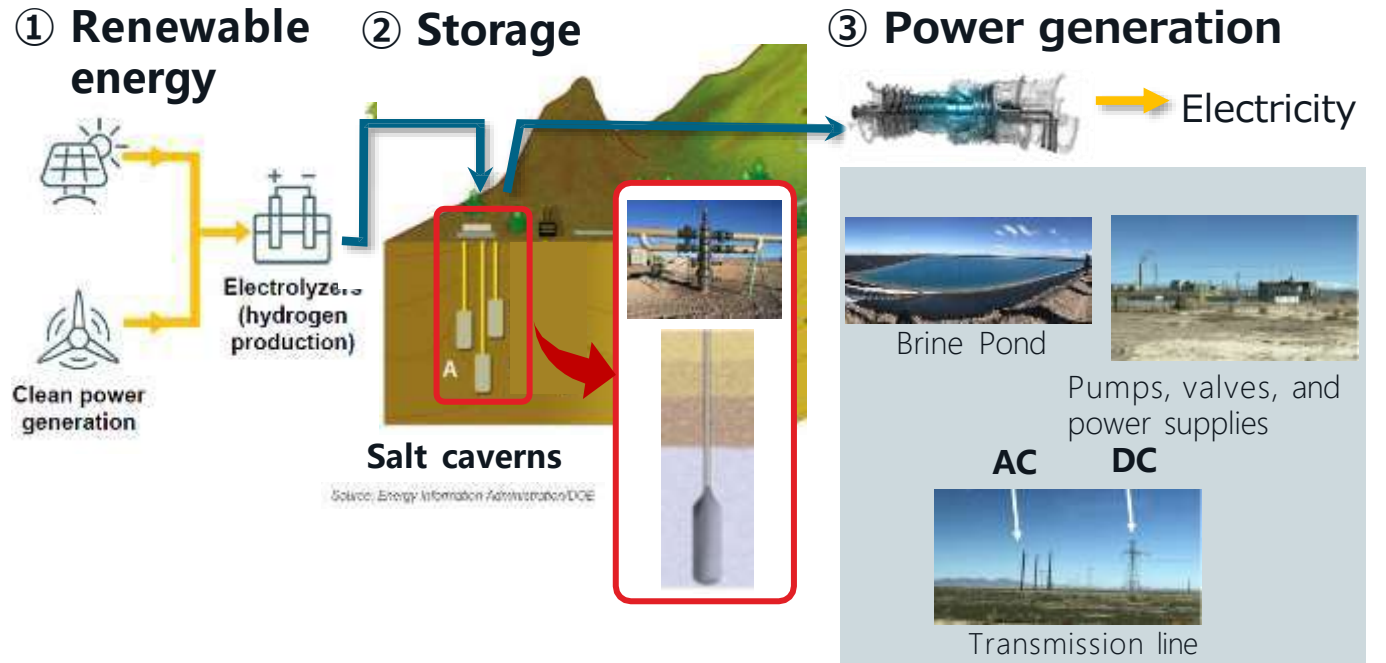 ① Renewable
energy
② Storage
③ Power generation
Electricity
+ −
Electrolyzers
(hydrogen
production)
Clean power
generation
A
Salt caverns
Source: Energy Information Administration/DOE
Brine Pond
Pumps, valves, and
power supplies
AC
DC
Transmission line